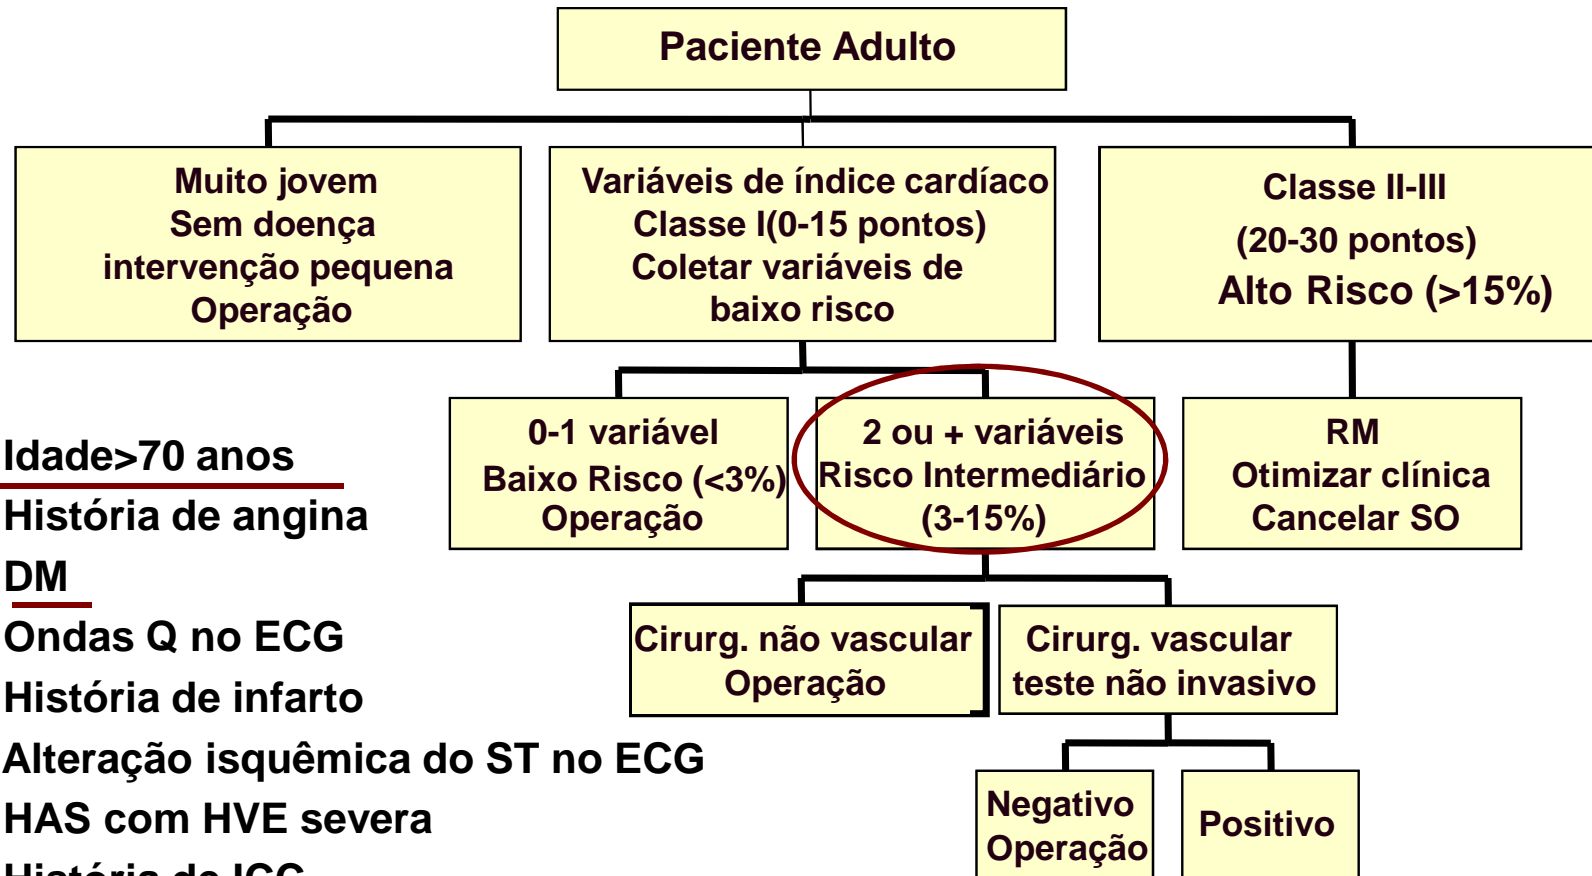 Paciente Adulto
Muito jovem
Sem doença
intervenção pequena
Operação
Variáveis de índice cardíaco
Classe I(0-15 pontos)
Coletar variáveis de
baixo risco
Classe II-III
(20-30 pontos)
Alto Risco (>15%)
0-1 variável
Baixo Risco (<3%)
Operação
2 ou + variáveis
Risco Intermediário
(3-15%)
RM
Otimizar clínica
Cancelar SO
Idade>70 anos
História de angina
DM
Ondas Q no ECG
História de infarto
Alteração isquêmica do ST no ECG
HAS com HVE severa
História de ICC
Cirurg. não vascular
Operação
Cirurg. vascular
teste não invasivo
Negativo
Operação
Positivo